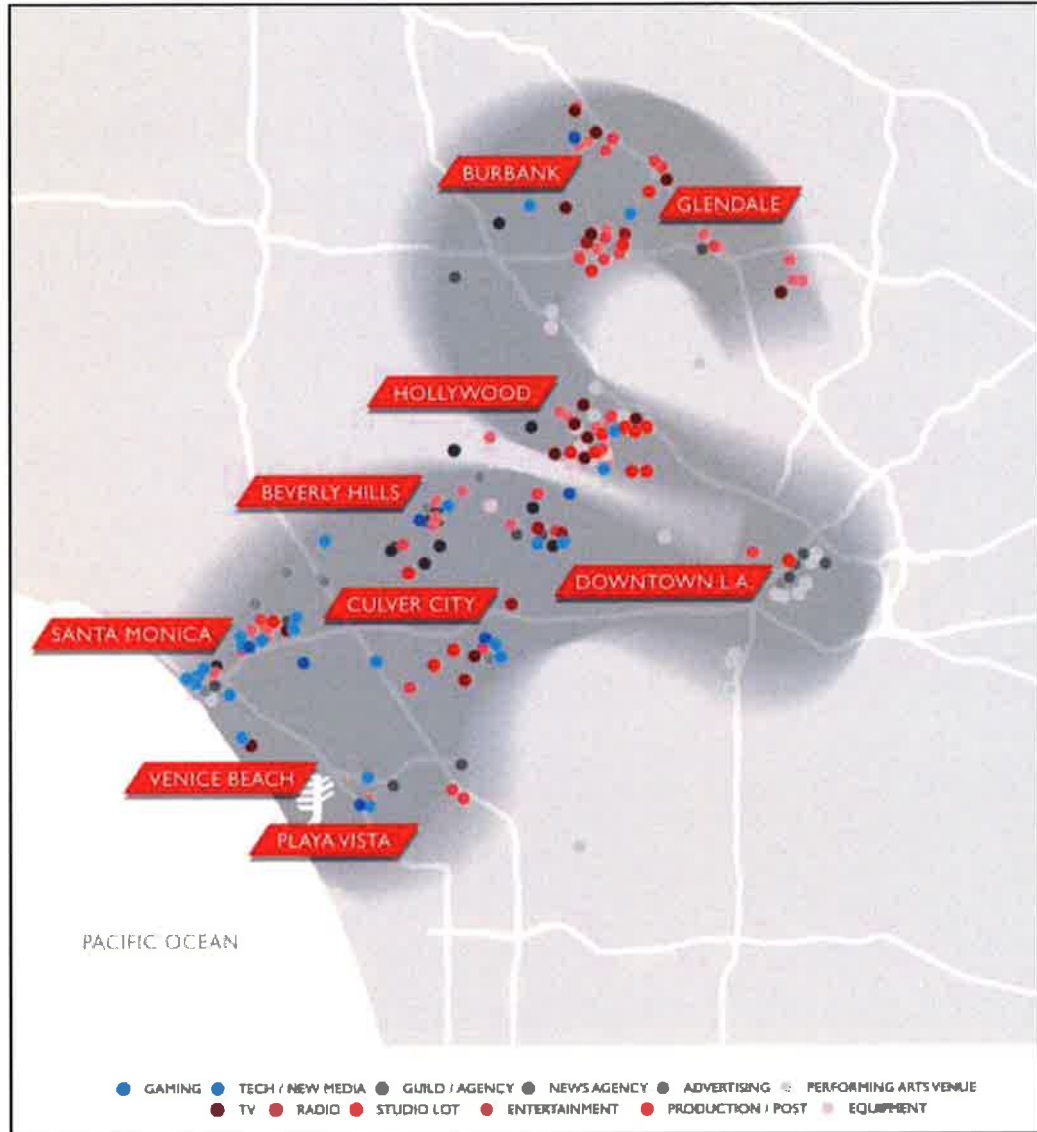 BURBANK
GLENDALE
HOLLYWOOD
BEVERLY HILLS
DOWNTOWN L.A.
CULVER CITY
SANTA MONICA
VENICE BEACH
PLAYA VISTA
PACIFIC OCEAN
GAMING TECH / NEW MEDIA GUILD / AGENCY NEWS AGENCY ADVERTISING PERFORMING ARTS VENUE
TV RADIO STUDIO LOT ENTERTAINMENT PRODUCTION / POST EQUIPMENT